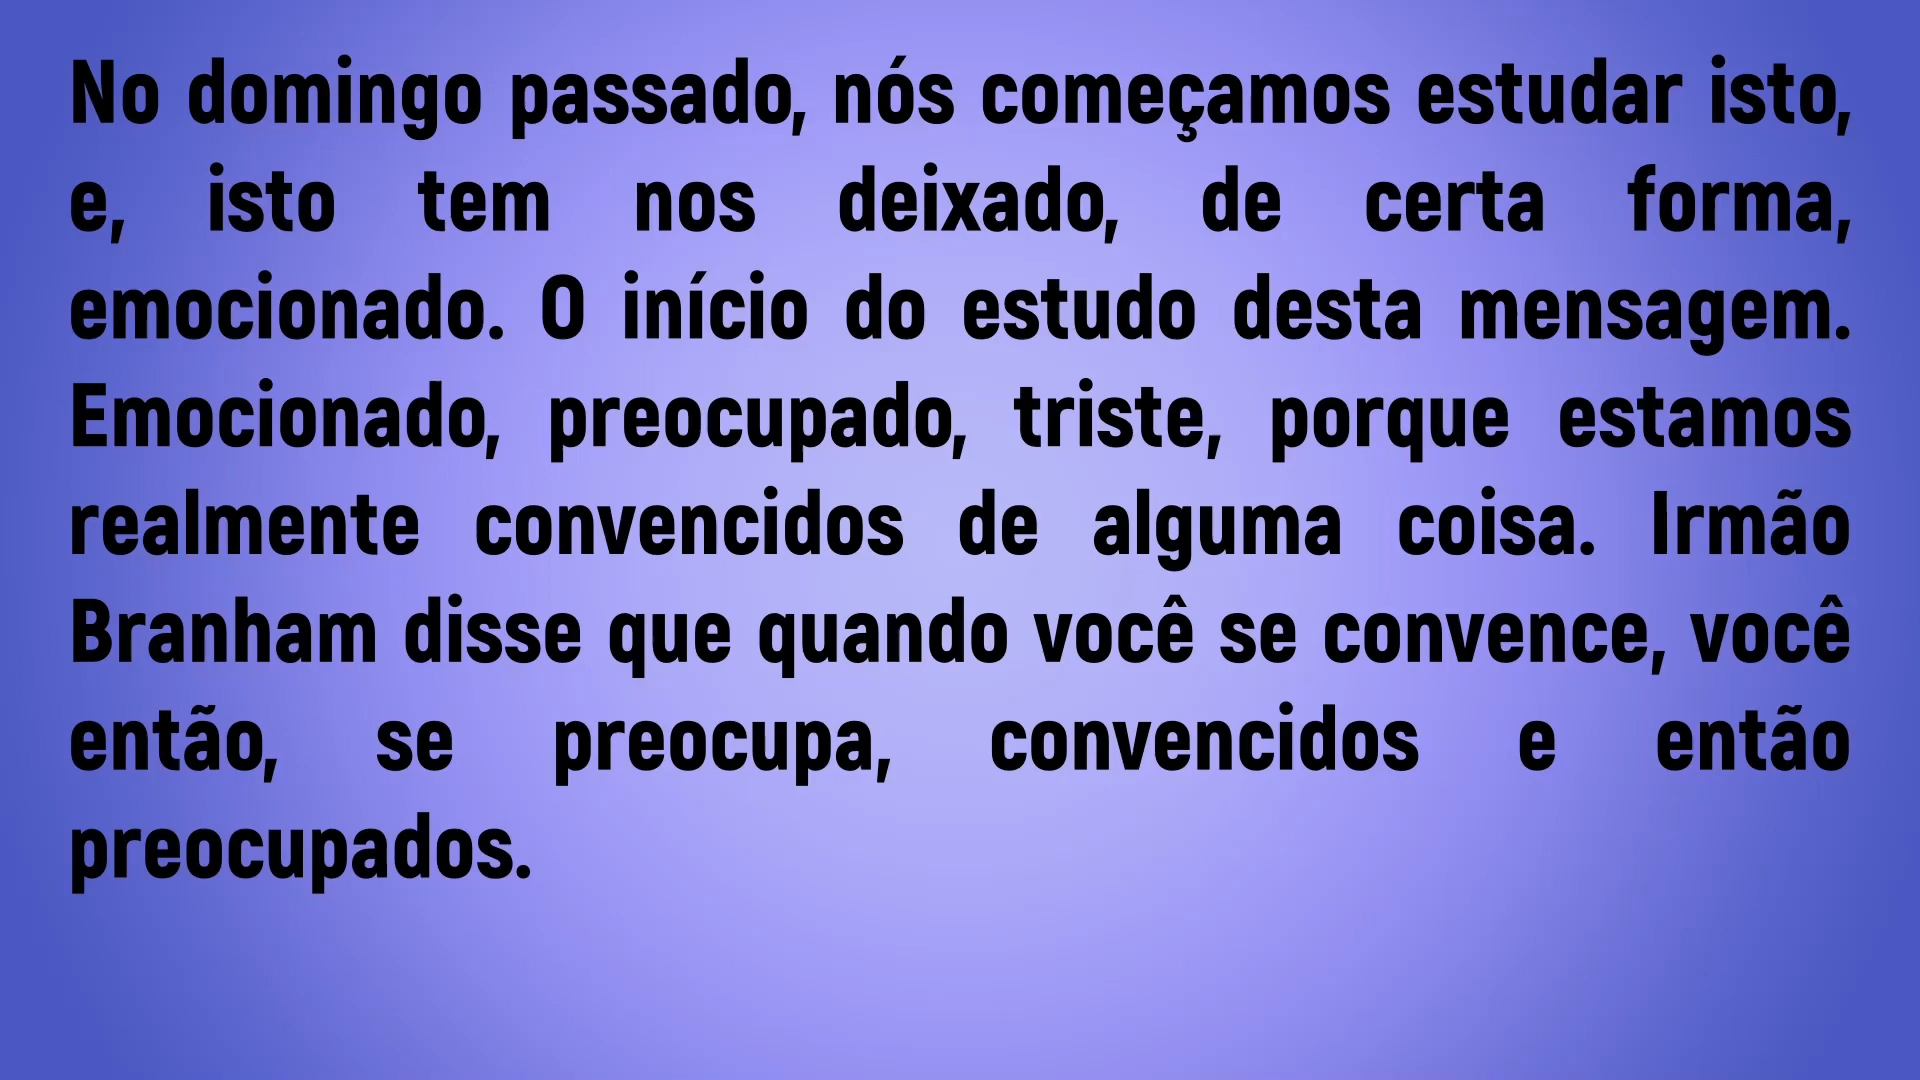 No domingo passado, nós começamos estudar isto,
e, isto tem nos deixado, de certa forma,
emocionado. O início do estudo desta mensagem.
Emocionado, preocupado, triste, porque estamos
realmente convencidos de alguma coisa. Irmão
Branham disse que quando você se convence, você
então, se preocupa, convencidos e então
preocupados.